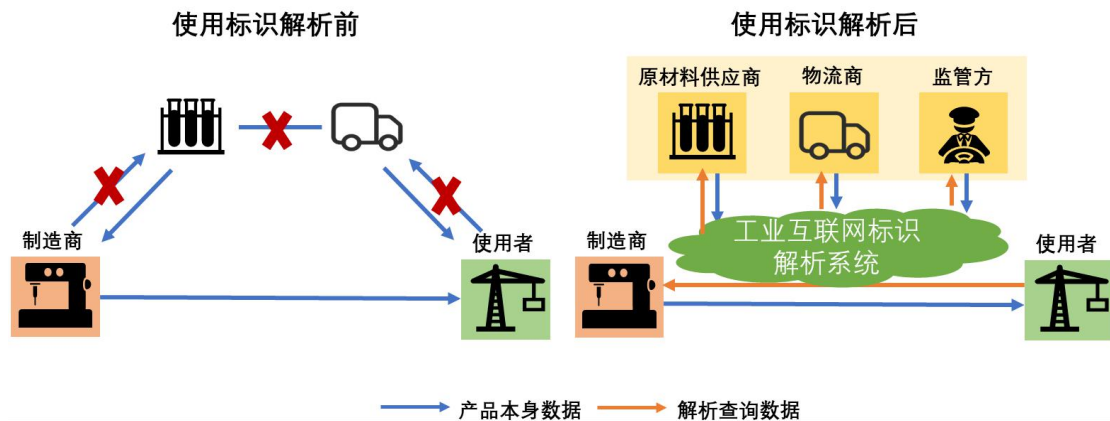 使用标识解析前
使用标识解析后
制造商
使用者
原材料供应商
物流商
监管方
工业互联网标识
解析系统
制造商
使用者
产品本身数据
解析查询数据